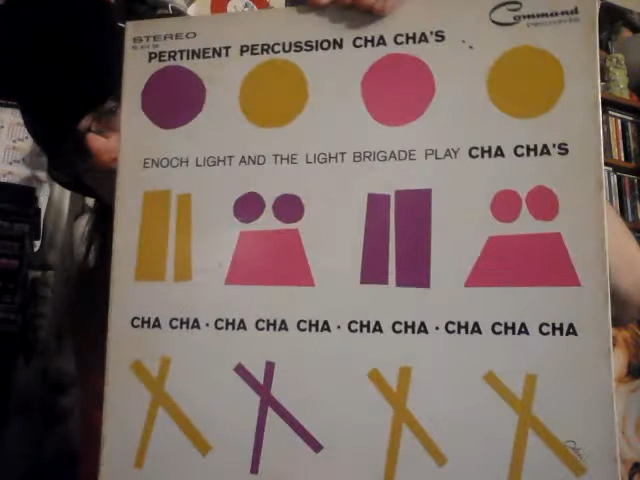 STEREO
Command
RECORDS
PERTINENT PERCUSSION CHA CHA'S
ENOCH LIGHT AND THE LIGHT BRIGADE PLAY CHA CHA'S
CHA CHA • CHA CHA CHA • CHA CHA • CHA CHA CHA